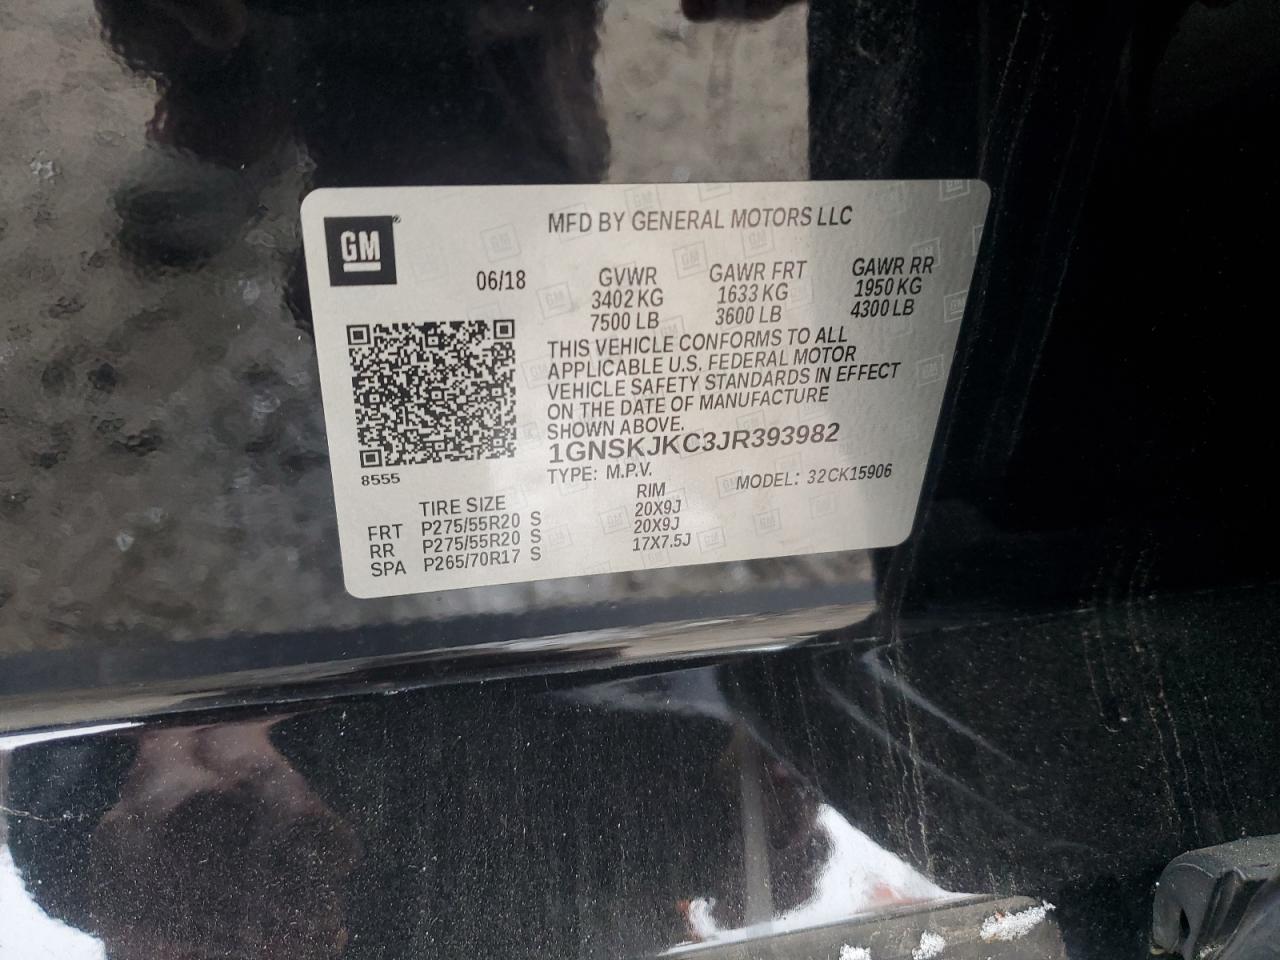 GM
MFD BY GENERAL MOTORS LLC
06/18 GVWR GAWR FRT GAWR RR
3402 KG 1633 KG 1950 KG
7500 LB 3600 LB 4300 LB
THIS VEHICLE CONFORMS TO ALL
APPLICABLE U.S. FEDERAL MOTOR
VEHICLE SAFETY STANDARDS IN EFFECT
ON THE DATE OF MANUFACTURE
SHOWN ABOVE.
1GNSKJKC3JR393982
8555
TYPE: M.P.V. MODEL: 32CK15906
TIRE SIZE RIM
FRT P275/55R20 S 20X9J
RR P275/55R20 S 20X9J
SPA P265/70R17 S 17X7.5J